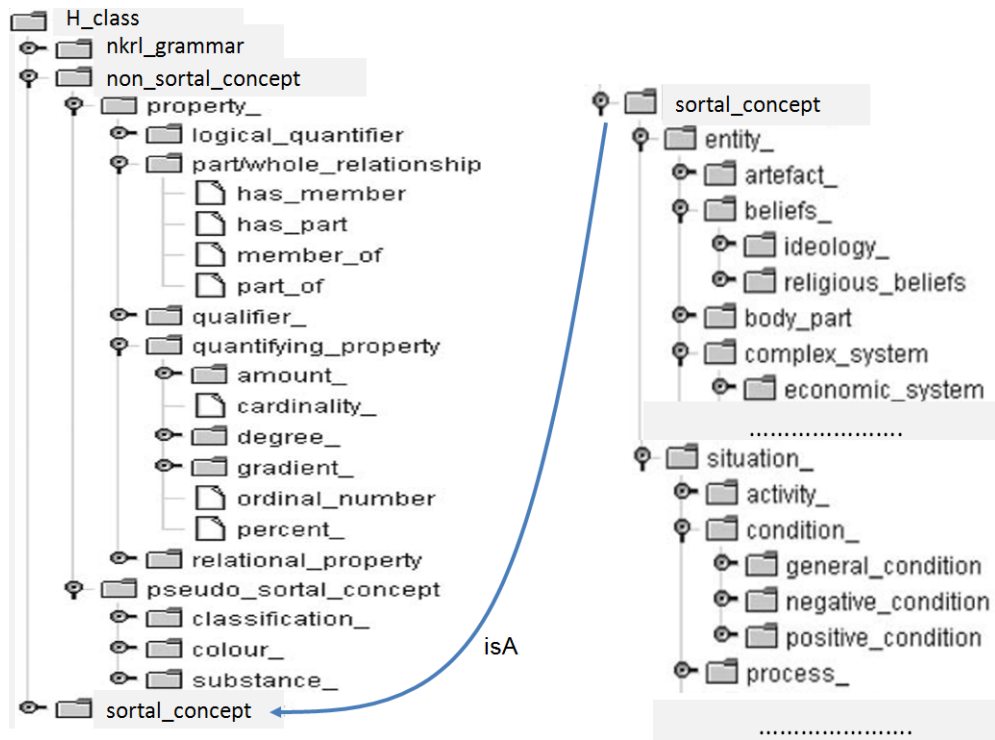 H_class
nkrl_grammar
non_sortal_concept
property_
logical_quantifier
part/whole_relationship
has_member
has_part
member_of
part_of
qualifier_
quantifying_property
amount_
cardinality_
degree_
gradient_
ordinal_number
percent_
relational_property
pseudo_sortal_concept
classification_
colour_
substance_
sortal_concept
isA
sortal_concept
entity_
artefact_
beliefs_
ideology_
religious_beliefs
body_part
complex_system
economic_system
.......................
situation_
activity_
condition_
general_condition
negative_condition
positive_condition
process_
.......................